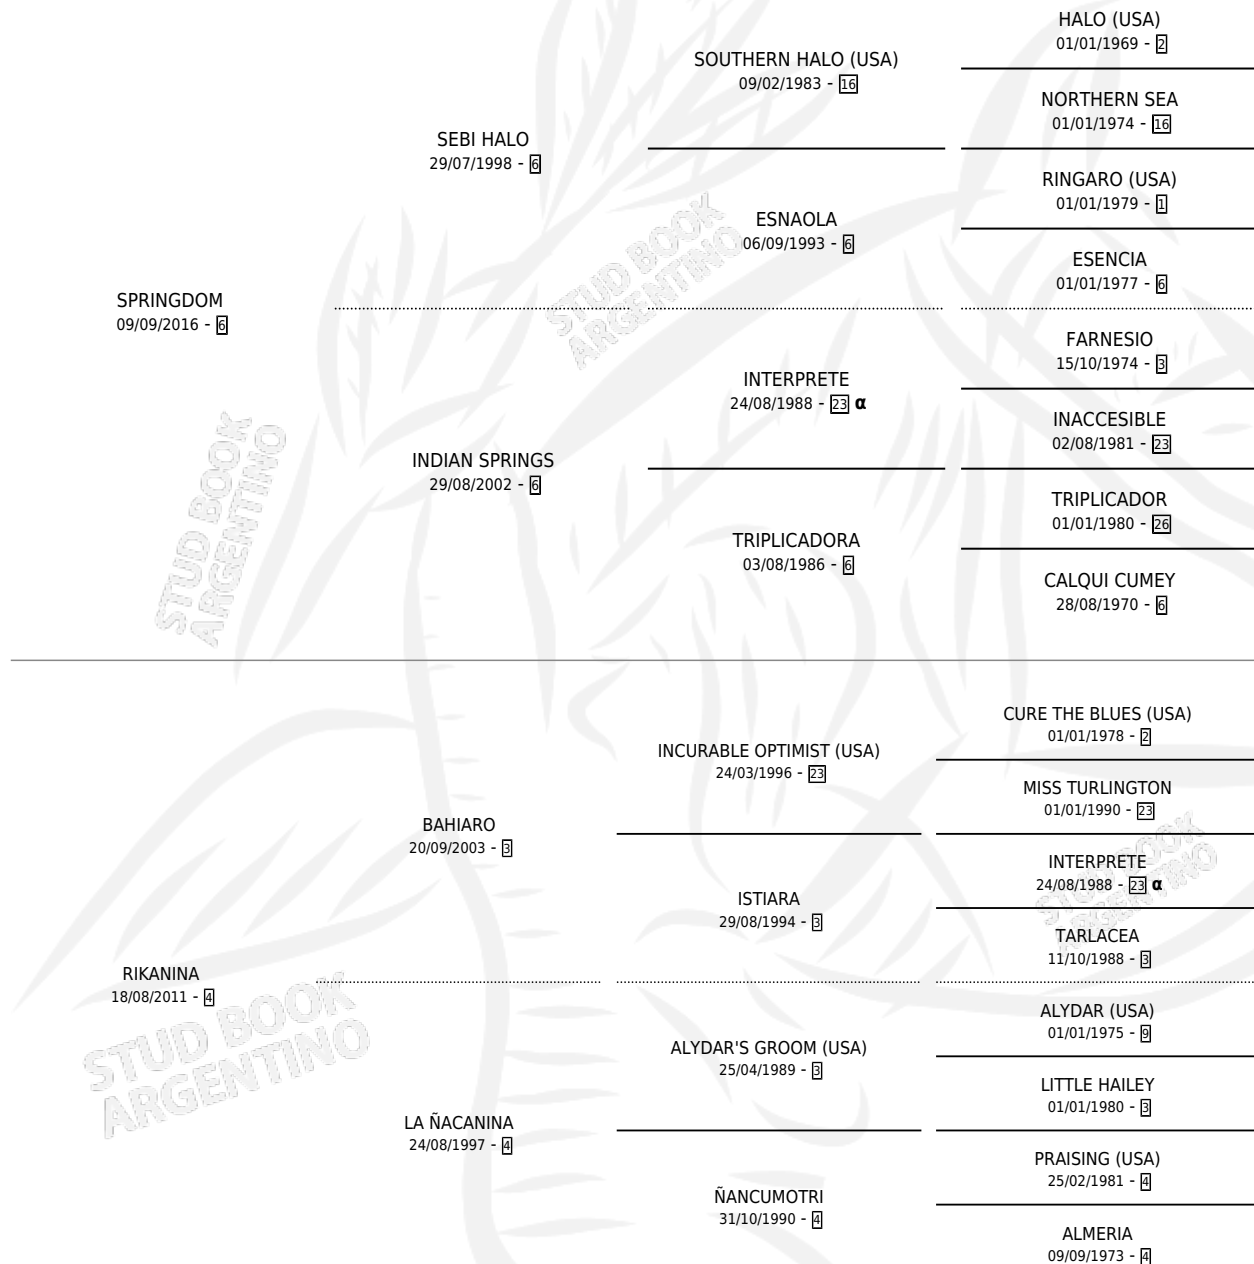 HALO (USA)
01/01/1969 - 2
SOUTHERN HALO (USA)
09/02/1983 - 16
NORTHERN SEA
01/01/1974 - 16
SEBI HALO
29/07/1998 - 6
RINGARO (USA)
01/01/1979 - 1
ESNAOLA
06/09/1993 - 6
ESENCIA
01/01/1977 - 6
SPRINGDOM
09/09/2016 - 6
FARNESIO
15/10/1974 - 3
INTERPRETE
24/08/1988 - 23 α
INACCESIBLE
02/08/1981 - 23
INDIAN SPRINGS
29/08/2002 - 6
TRIPLICADOR
01/01/1980 - 26
TRIPLICADORA
03/08/1986 - 6
CALQUI CUMEY
28/08/1970 - 6
CURE THE BLUES (USA)
01/01/1978 - 2
INCURABLE OPTIMIST (USA)
24/03/1996 - 23
MISS TURLINGTON
01/01/1990 - 23
BAHIARO
20/09/2003 - 3
INTERPRETE
24/08/1988 - 23 α
ISTIARA
29/08/1994 - 3
TARLACEA
11/10/1988 - 3
RIKANINA
18/08/2011 - 4
ALYDAR (USA)
01/01/1975 - 9
ALYDAR'S GROOM (USA)
25/04/1989 - 3
LITTLE HAILEY
01/01/1980 - 3
LA ÑACANINA
24/08/1997 - 4
PRAISING (USA)
25/02/1981 - 4
ÑANCUMOTRI
31/10/1990 - 4
ALMERIA
09/09/1973 - 4
STUD BOOK
ARGENTINO
STUD BOOK
ARGENTINO
STUD BOOK
ARGENTINO
STUD BOOK
ARGENTINO